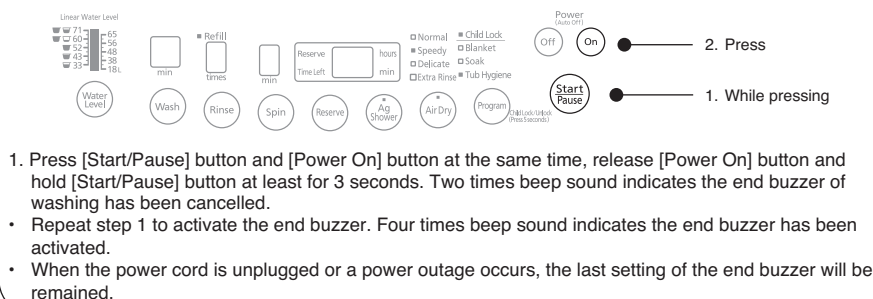 Linear Water Level
71
60
52
43
33
65
56
48
38
18L
Water
Level
min
Wash
Refill
times
Rinse
min
Spin
Reserve
Time Left
hours
min
Reserve
Ag
Shower
Air Dry
Normal
Speedy
Delicate
Extra Rinse
Child Lock
Blanket
Soak
Tub Hygiene
Program
Child Lock/Unlock
(Press 5 seconds)
Power
(Auto Off)
Off
On
2. Press
Start
Pause
1. While pressing
1. Press [Start/Pause] button and [Power On] button at the same time, release [Power On] button and
hold [Start/Pause] button at least for 3 seconds. Two times beep sound indicates the end buzzer of
washing has been cancelled.
• Repeat step 1 to activate the end buzzer. Four times beep sound indicates the end buzzer has been
activated.
• When the power cord is unplugged or a power outage occurs, the last setting of the end buzzer will be
remained.